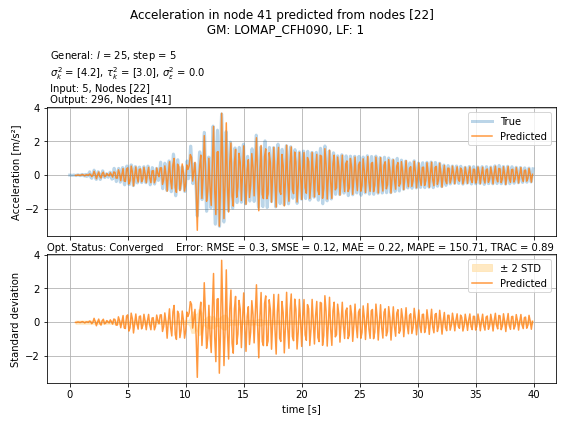 Acceleration in node 41 predicted from nodes [22]
GM: LOMAP_CFH090, LF: 1
General: l = 25, step = 5
σ²ₖ = [4.2], τ²ₖ = [3.0], σ²ε = 0.0
Input: 5, Nodes [22]
Output: 296, Nodes [41]
Acceleration [m/s²]
4
2
0
−2
True
Predicted
Opt. Status: Converged Error: RMSE = 0.3, SMSE = 0.12, MAE = 0.22, MAPE = 150.71, TRAC = 0.89
Standard deviation
4
2
0
−2
± 2 STD
Predicted
0 5 10 15 20 25 30 35 40
time [s]